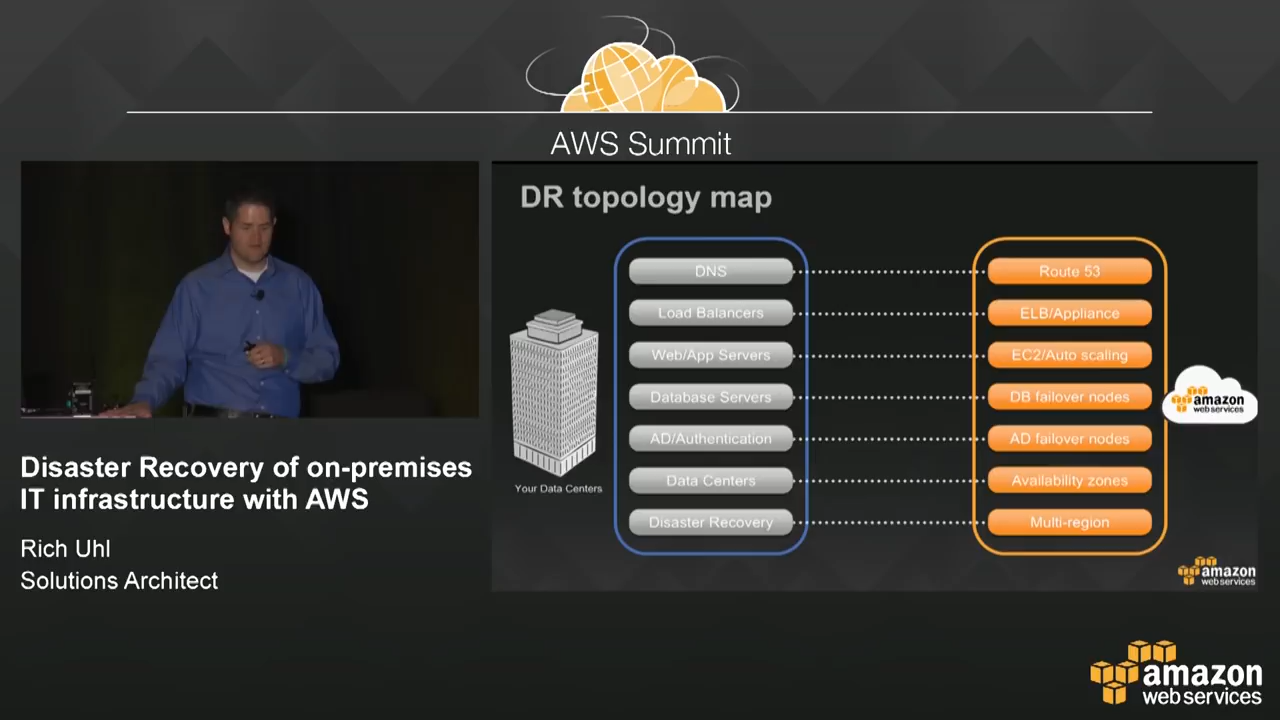 AWS Summit
DR topology map
DNS
Route 53
Load Balancers
ELB/Appliance
Web/App Servers
EC2/Auto scaling
Database Servers
DB failover nodes
AD/Authentication
AD failover nodes
Data Centers
Availability zones
Disaster Recovery
Multi-region
Your Data Centers
amazon
web services
amazon
web services
Disaster Recovery of on-premises
IT infrastructure with AWS
Rich Uhl
Solutions Architect
amazon
web services